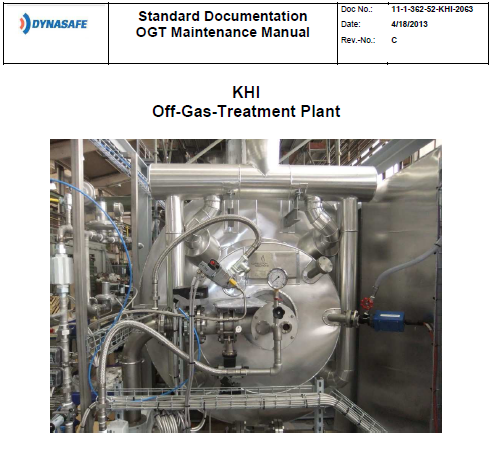 DYNASAFE
Standard Documentation
OGT Maintenance Manual
Doc No.: 11-1-362-52-KHI-2063
Date: 4/18/2013
Rev.-No.: C
KHI
Off-Gas-Treatment Plant